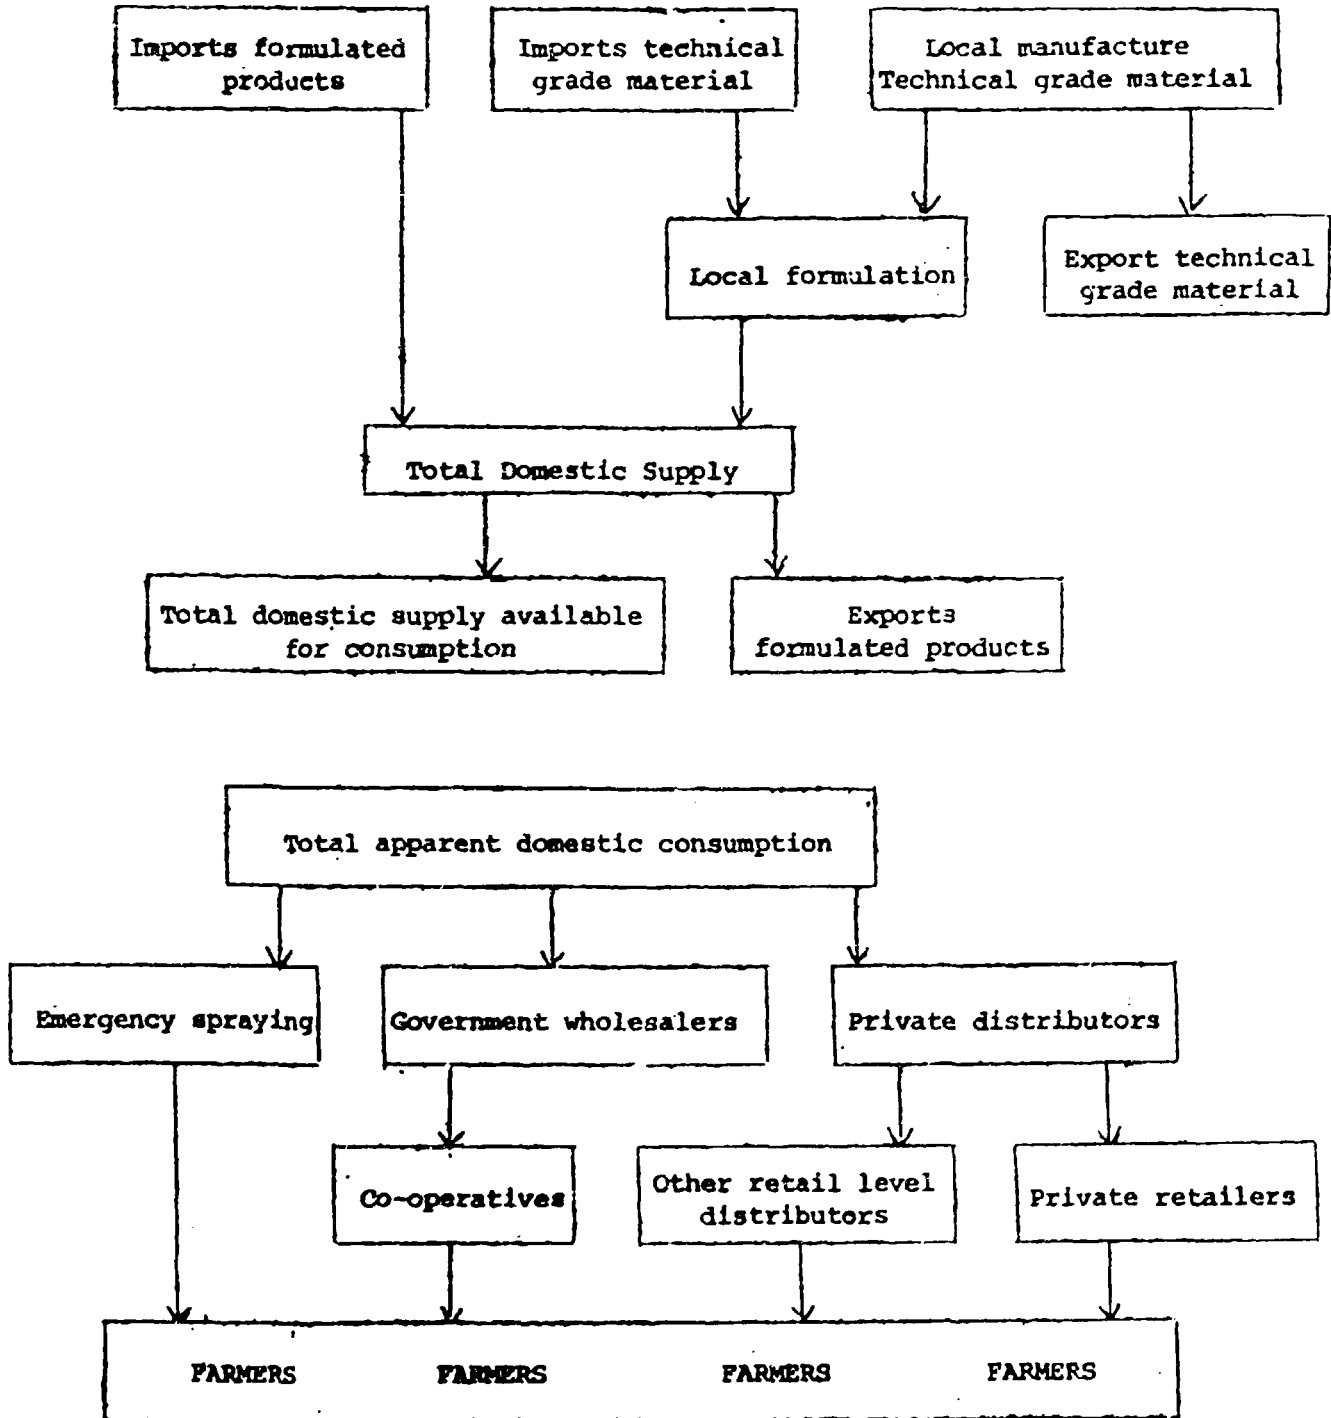 Imports formulated
products
Imports technical
grade material
Local manufacture
Technical grade material
Local formulation
Export technical
grade material
Total Domestic Supply
Total domestic supply available
for consumption
Exports
formulated products
Total apparent domestic consumption
Emergency spraying
Government wholesalers
Private distributors
Co-operatives
Other retail level
distributors
Private retailers
FARMERS
FARMERS
FARMERS
FARMERS